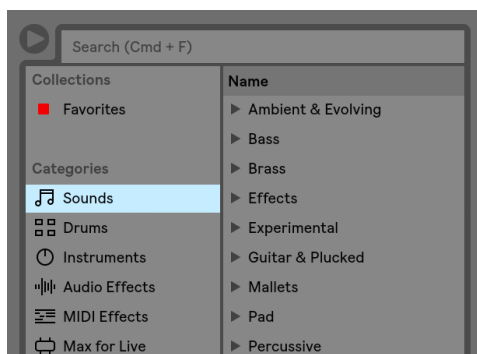 Search (Cmd + F)
Collections
Favorites
Categories
Sounds
Drums
Instruments
Audio Effects
MIDI Effects
Max for Live
Name
Ambient & Evolving
Bass
Brass
Effects
Experimental
Guitar & Plucked
Mallets
Pad
Percussive